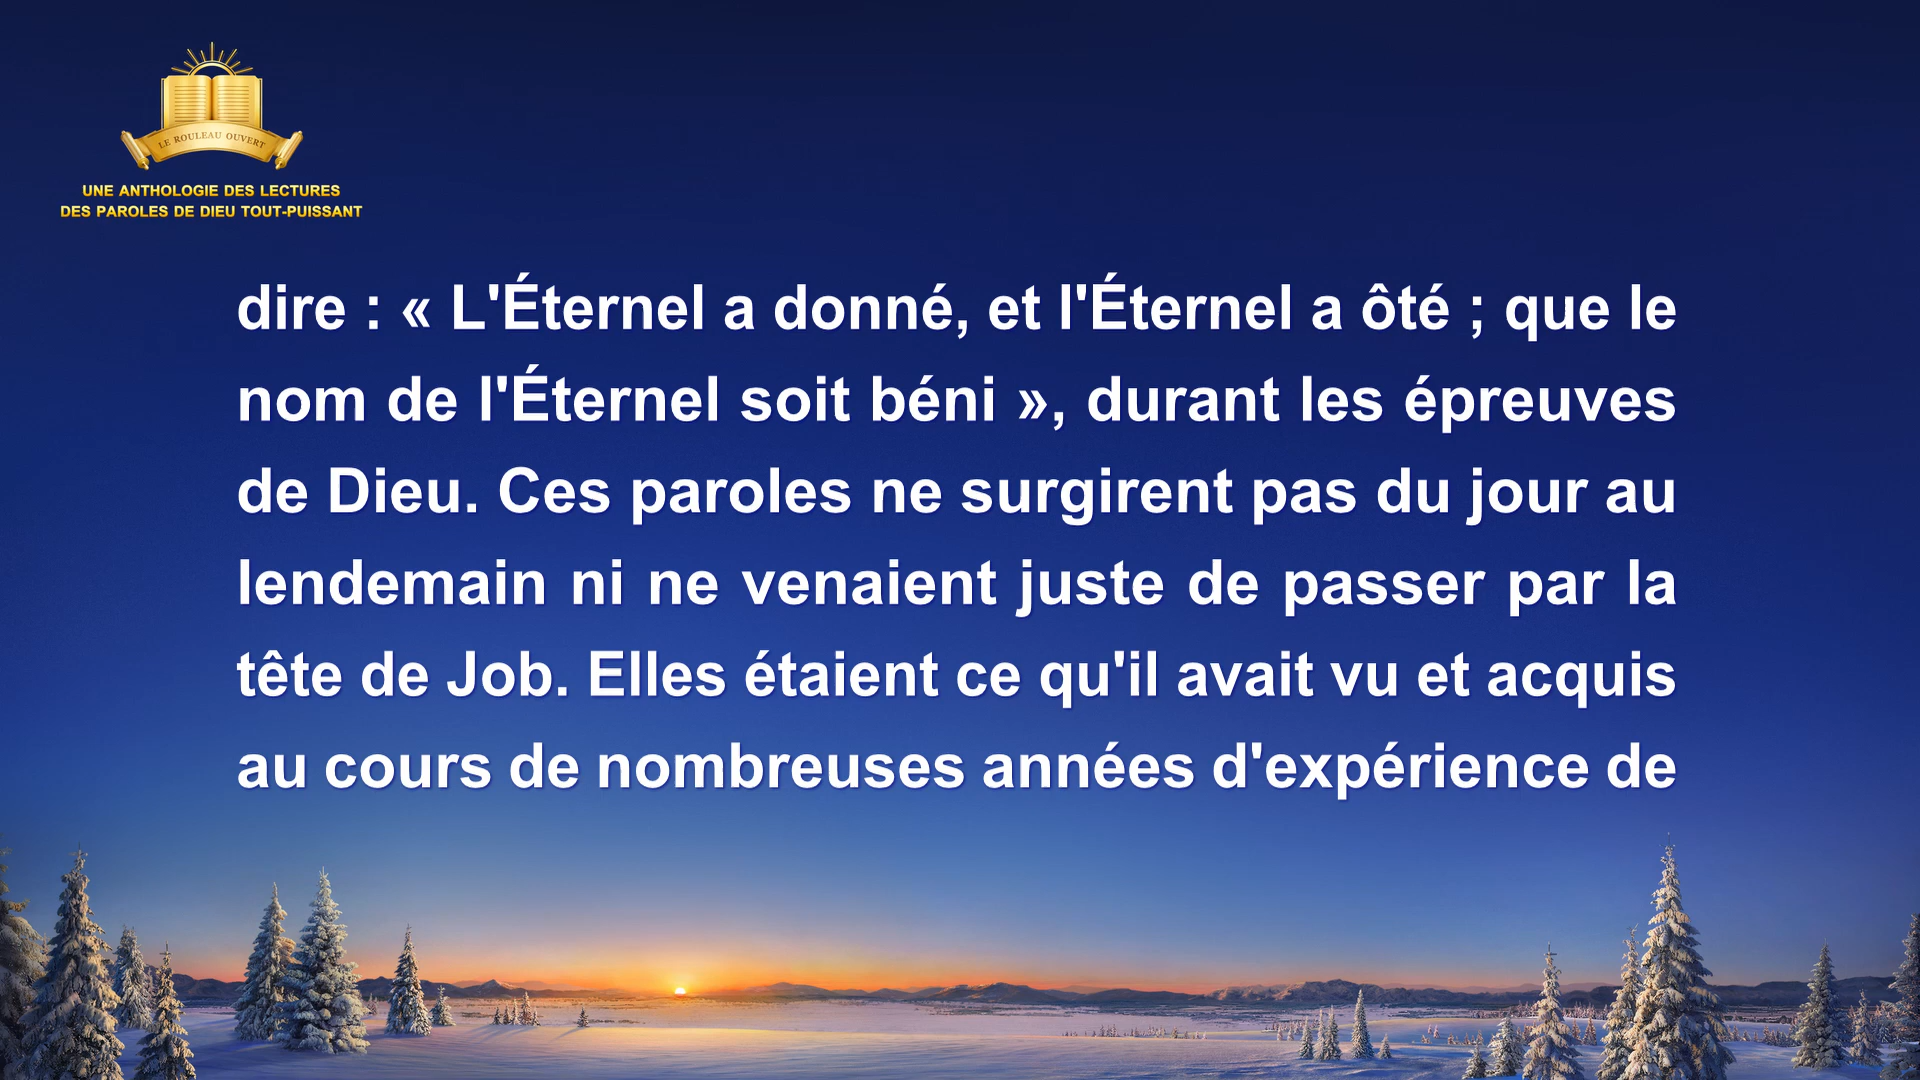 LE ROULEAU OUVERT
UNE ANTHOLOGIE DES LECTURES
DES PAROLES DE DIEU TOUT-PUISSANT
dire : « L'Éternel a donné, et l'Éternel a ôté ; que le
nom de l'Éternel soit béni », durant les épreuves
de Dieu. Ces paroles ne surgirent pas du jour au
lendemain ni ne venaient juste de passer par la
tête de Job. Elles étaient ce qu'il avait vu et acquis
au cours de nombreuses années d'expérience de